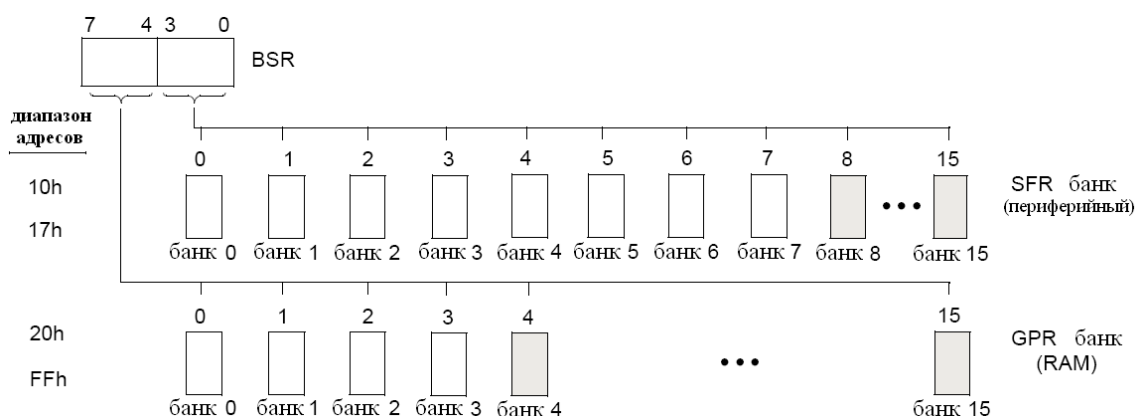 7 4 3 0
BSR
диапазон
адресов
0 1 2 3 4 5 6 7 8 15
10h
17h
SFR банк
(периферийный)
банк 0 банк 1 банк 2 банк 3 банк 4 банк 5 банк 6 банк 7 банк 8 банк 15
0 1 2 3 4 15
20h
FFh
GPR банк
(RAM)
банк 0 банк 1 банк 2 банк 3 банк 4 банк 15